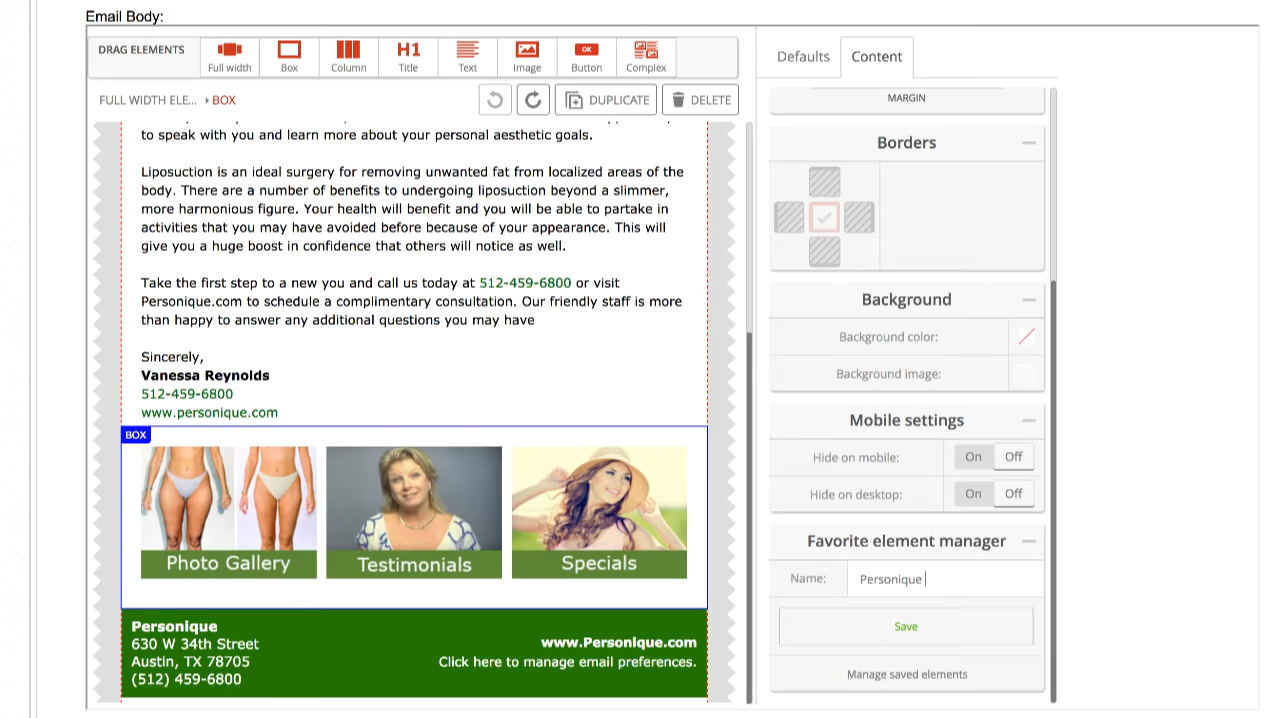 Email Body:
DRAG ELEMENTS
Full width
Box
Column
H1
Title
Text
Image
OK
Button
Complex
Defaults
Content
FULL WIDTH ELE... BOX
DUPLICATE
DELETE
MARGIN
to speak with you and learn more about your personal aesthetic goals.
Liposuction is an ideal surgery for removing unwanted fat from localized areas of the
body. There are a number of benefits to undergoing liposuction beyond a slimmer,
more harmonious figure. Your health will benefit and you will be able to partake in
activities that you may have avoided before because of your appearance. This will
give you a huge boost in confidence that others will notice as well.
Take the first step to a new you and call us today at 512-459-6800 or visit
Personique.com to schedule a complimentary consultation. Our friendly staff is more
than happy to answer any additional questions you may have
Sincerely,
Vanessa Reynolds
512-459-6800
www.personique.com
BOX
Photo Gallery
Testimonials
Specials
Personique
630 W 34th Street
Austin, TX 78705
(512) 459-6800
www.Personique.com
Click here to manage email preferences.
Borders
Background
Background color:
Background image:
Mobile settings
Hide on mobile: On Off
Hide on desktop: On Off
Favorite element manager
Name: Personique
Save
Manage saved elements